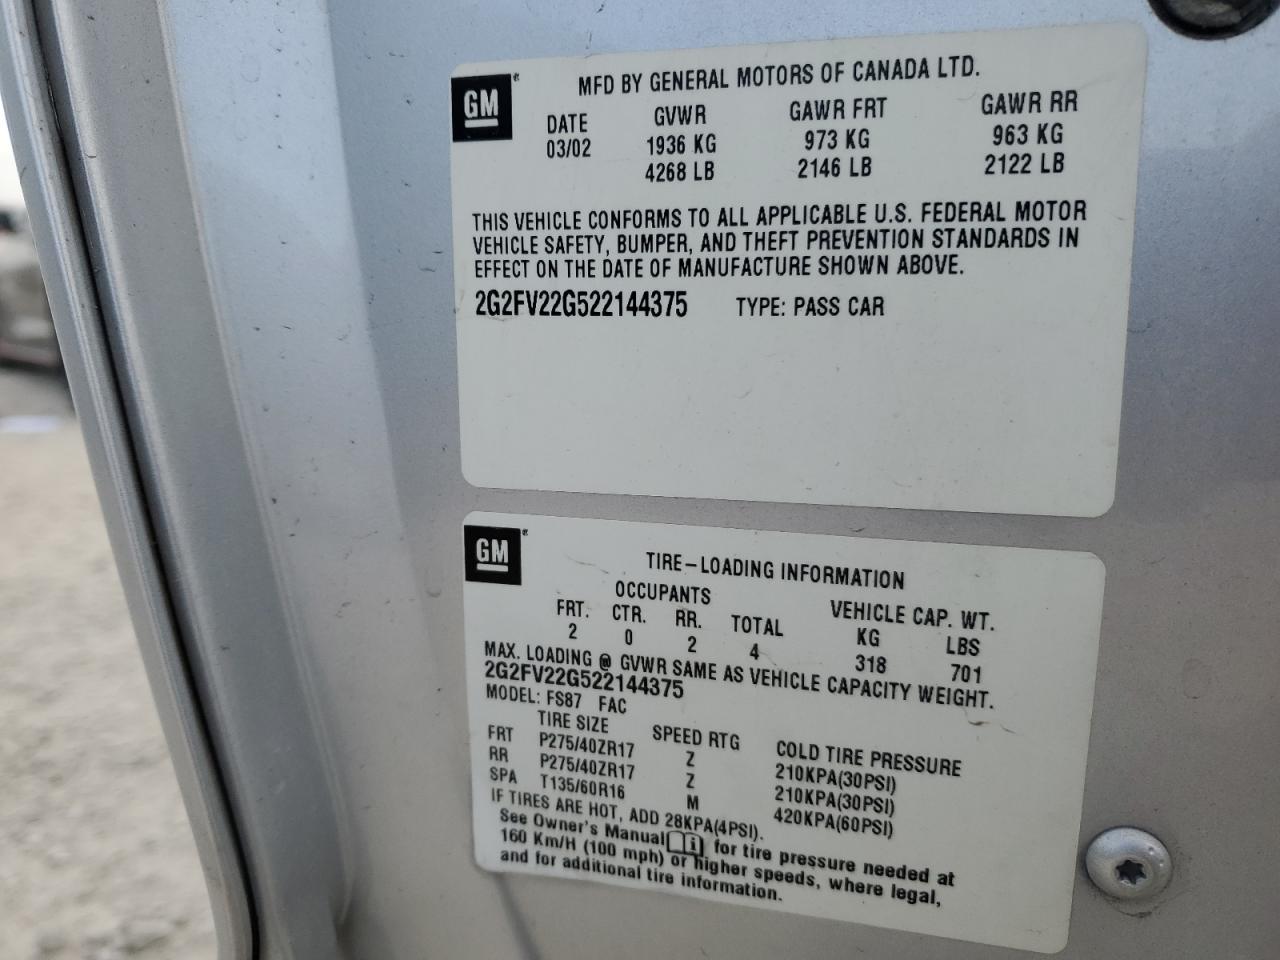 GM
MFD BY GENERAL MOTORS OF CANADA LTD.
DATE GVWR GAWR FRT GAWR RR
03/02 1936 KG 973 KG 963 KG
4268 LB 2146 LB 2122 LB
THIS VEHICLE CONFORMS TO ALL APPLICABLE U.S. FEDERAL MOTOR
VEHICLE SAFETY, BUMPER, AND THEFT PREVENTION STANDARDS IN
EFFECT ON THE DATE OF MANUFACTURE SHOWN ABOVE.
2G2FV22G522144375 TYPE: PASS CAR
GM
TIRE–LOADING INFORMATION
OCCUPANTS VEHICLE CAP. WT.
FRT. CTR. RR. TOTAL KG LBS
2 0 2 4 318 701
MAX. LOADING @ GVWR SAME AS VEHICLE CAPACITY WEIGHT.
2G2FV22G522144375
MODEL: FS87 FAC
TIRE SIZE SPEED RTG COLD TIRE PRESSURE
FRT P275/40ZR17 Z 210KPA(30PSI)
RR P275/40ZR17 Z 210KPA(30PSI)
SPA T135/60R16 M 420KPA(60PSI)
IF TIRES ARE HOT, ADD 28KPA(4PSI).
See Owner's Manual for tire pressure needed at
160 Km/H (100 mph) or higher speeds, where legal,
and for additional tire information.